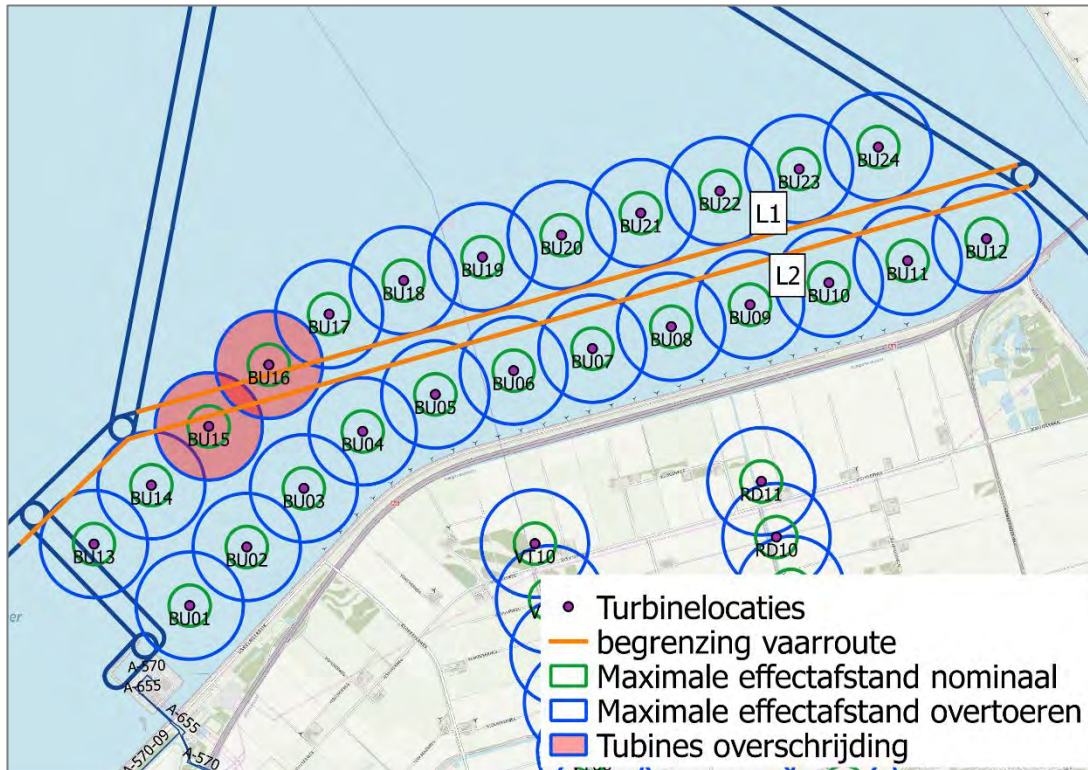 BU24
BU23
BU22
L1
BU21
BU20
BU12
BU19
BU11
L2
BU18
BU10
BU17
BU09
BU08
BU16
BU07
BU06
BU05
BU15
BU04
BU14
BU03
RD11
BU13
BU02
VT10
RD10
BU01
er
A-570
A-655
A-655
A-570-09
A-570
Turbinelocaties
begrenzing vaarroute
Maximale effectafstand nominaal
Maximale effectafstand overtoeren
Tubines overschrijding